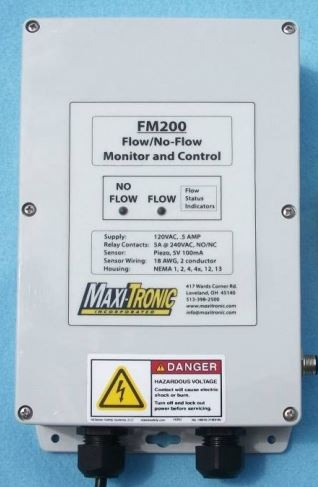 FM200
Flow/No-Flow
Monitor and Control
NO
FLOW
FLOW
Flow
Status
Indicators
Supply: 120VAC, .5 AMP
Relay Contacts: 5A @ 240VAC, NO/NC
Sensor: Piezo, 5V 100mA
Sensor Wiring: 18 AWG, 2 conductor
Housing: NEMA 1, 2, 4, 4x, 12, 13
MAXI-TRONIC
INCORPORATED
417 Wards Corner Rd.
Loveland, OH 45140
513-398-2500
www.maxitronic.com
info@maxitronic.com
DANGER
HAZARDOUS VOLTAGE
Contact will cause electric
shock or burn.
Turn off and lock out
power before servicing.